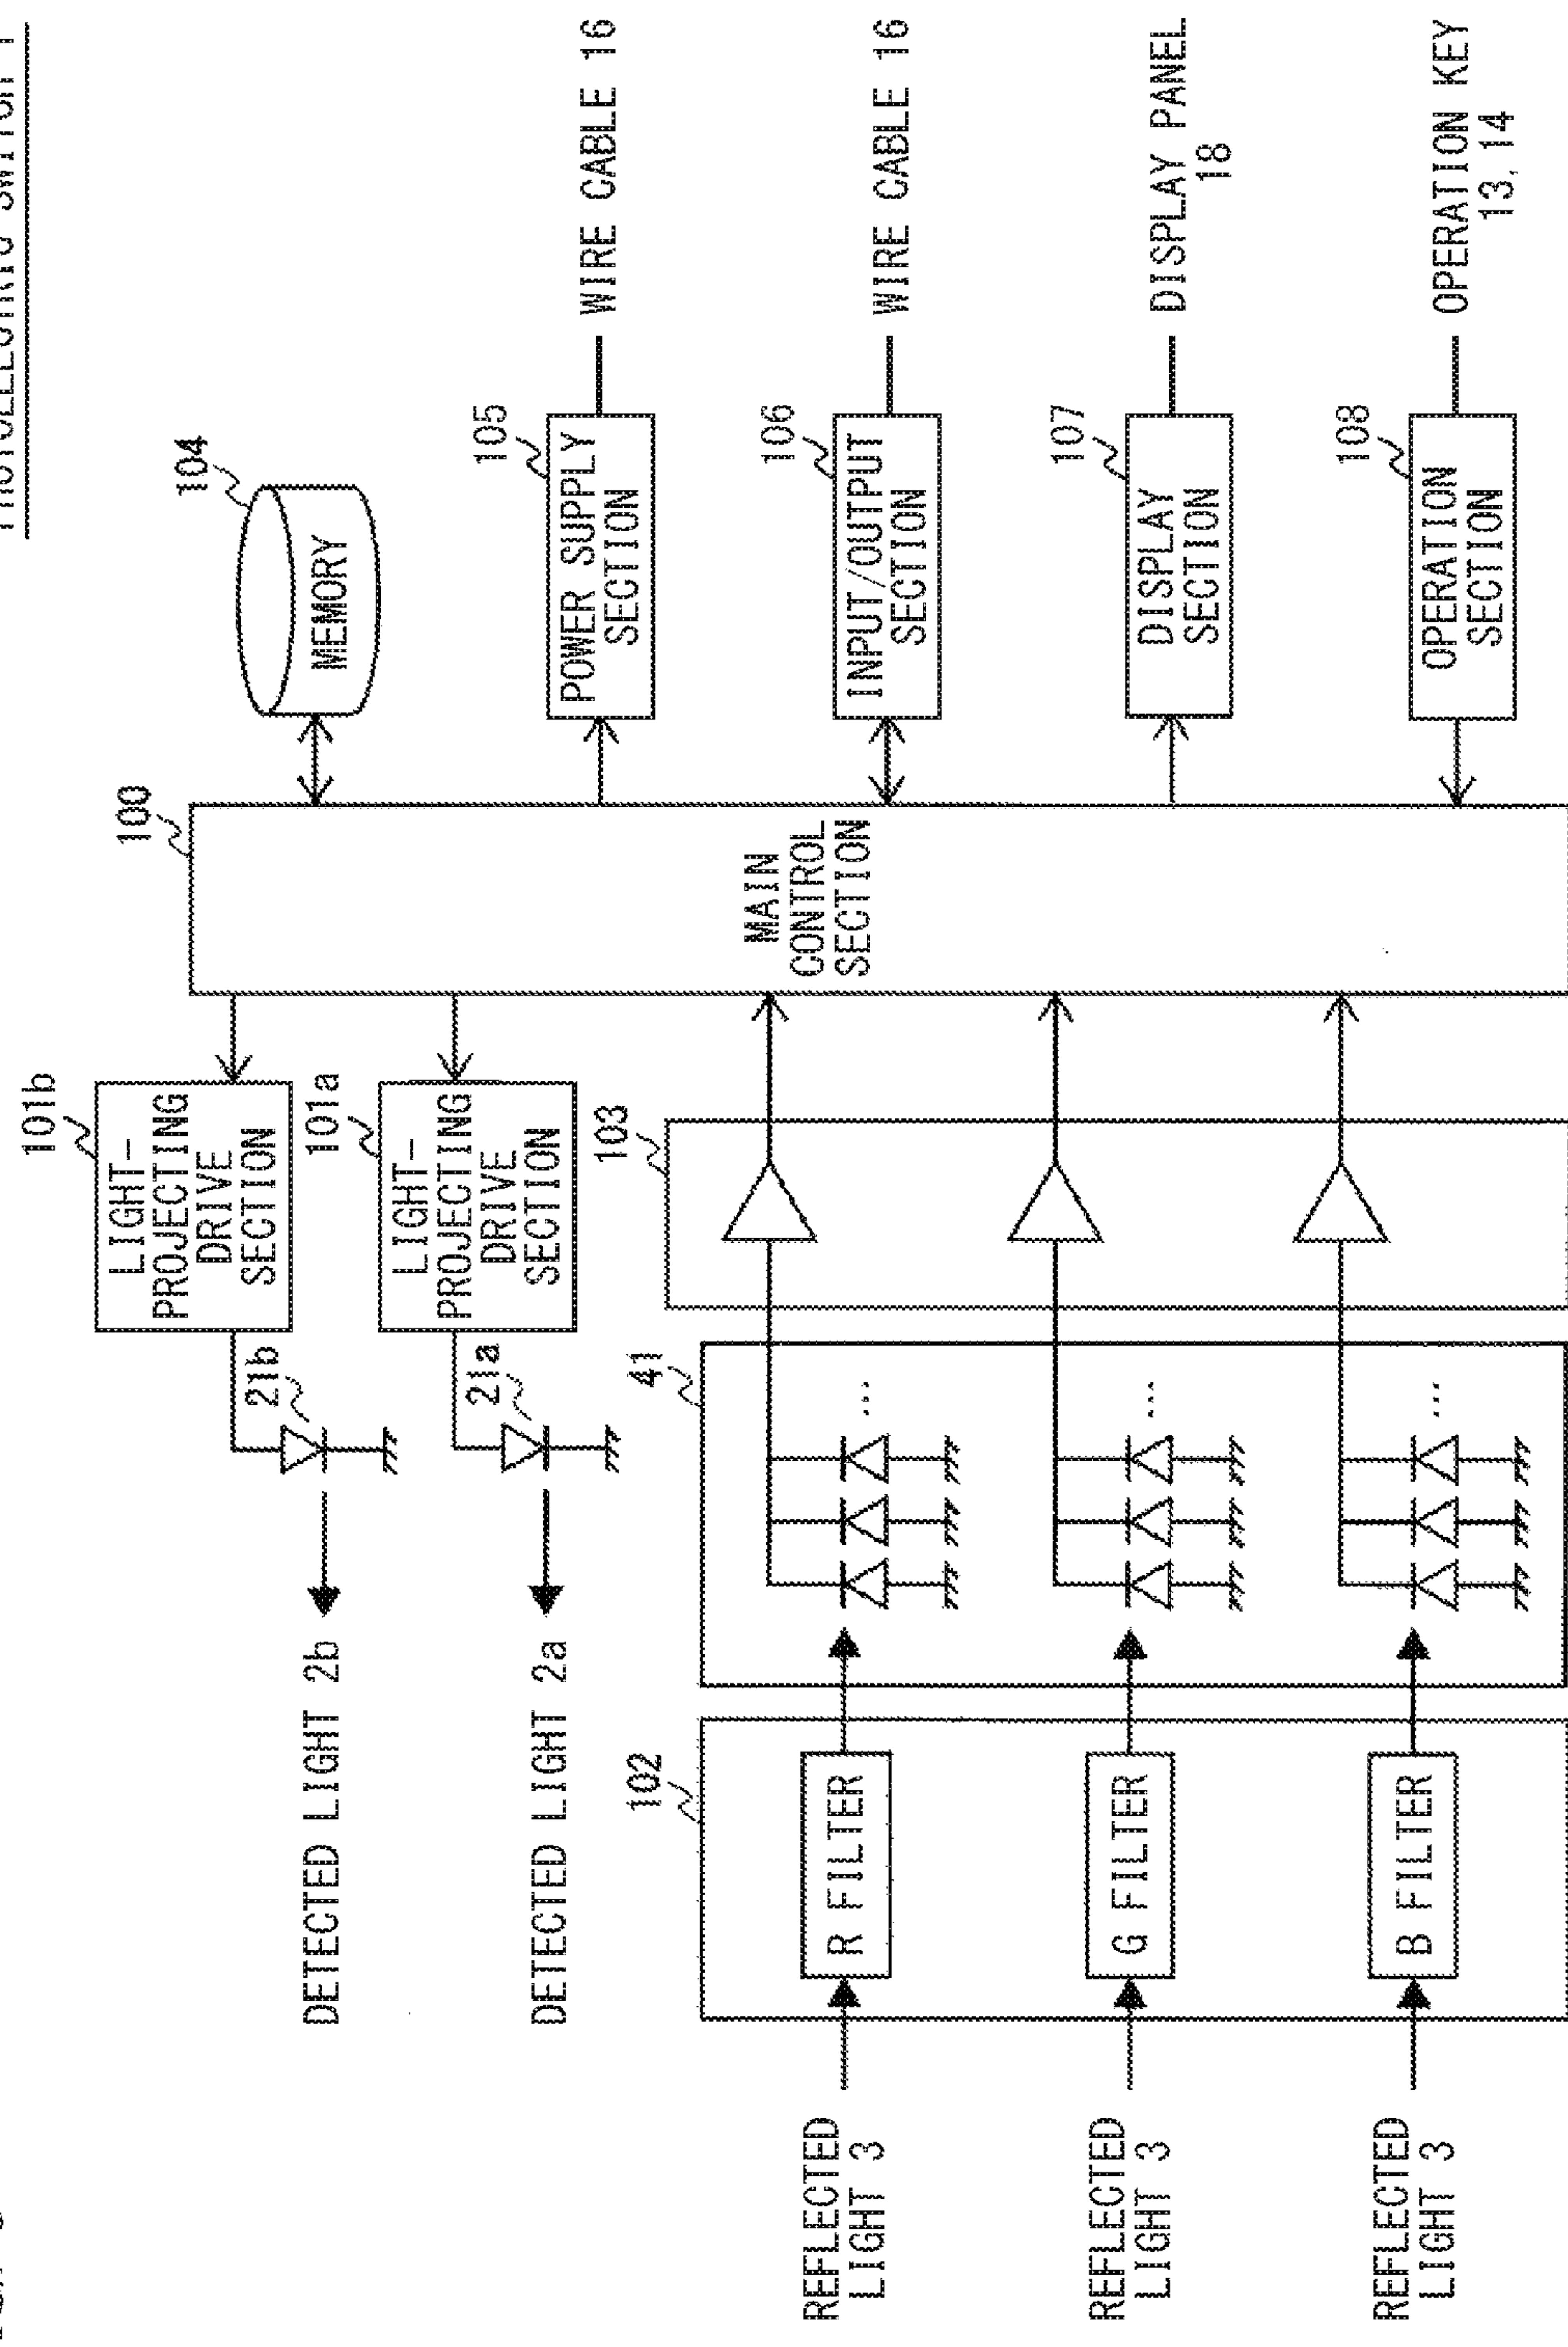 PHOTOELECTRIC SWITCH 1
101b
LIGHT-
PROJECTING
DRIVE
SECTION
21b
DETECTED LIGHT 2b
101a
LIGHT-
PROJECTING
DRIVE
SECTION
21a
DETECTED LIGHT 2a
100
MAIN
CONTROL
SECTION
104
MEMORY
105
POWER SUPPLY
SECTION
WIRE CABLE 16
106
INPUT/OUTPUT
SECTION
WIRE CABLE 16
107
DISPLAY
SECTION
DISPLAY PANEL
18
108
OPERATION
SECTION
OPERATION KEY
13, 14
103
41
...
...
...
102
R FILTER
G FILTER
B FILTER
REFLECTED
LIGHT 3
REFLECTED
LIGHT 3
REFLECTED
LIGHT 3